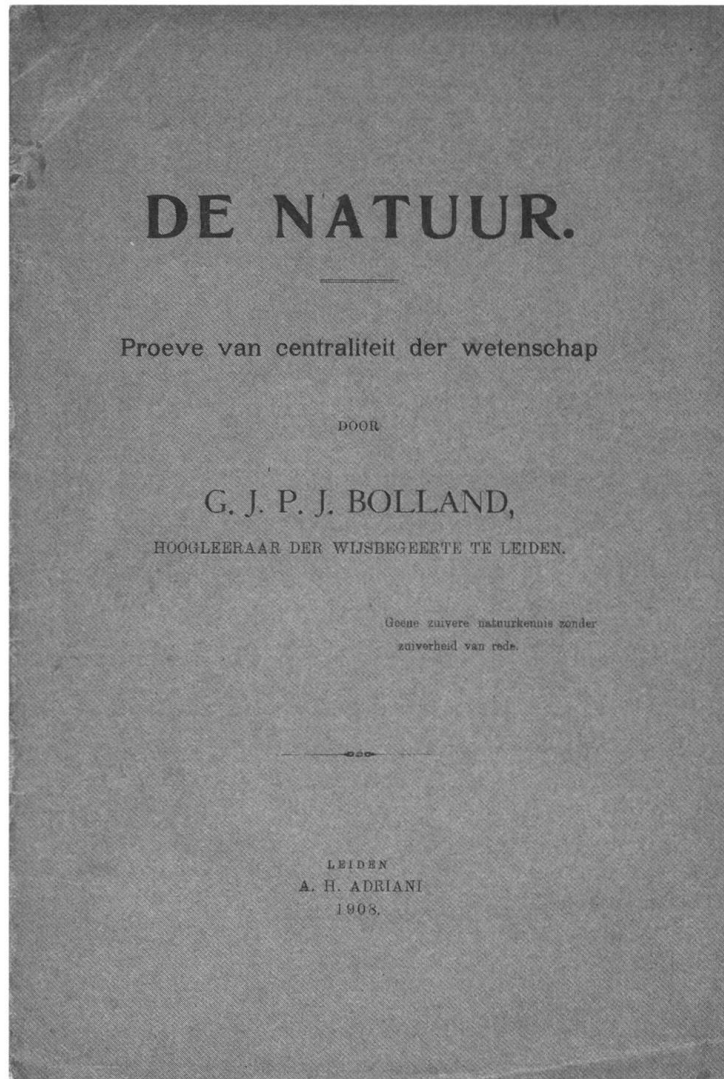 DE NATUUR.
Proeve van centraliteit der wetenschap
DOOR
G. J. P. J. BOLLAND,
HOOGLEERAAR DER WIJSBEGEERTE TE LEIDEN.
Geene zuivere natuurkennis zonder
zuiverheid van rede.
LEIDEN
A. H. ADRIANI
1908.